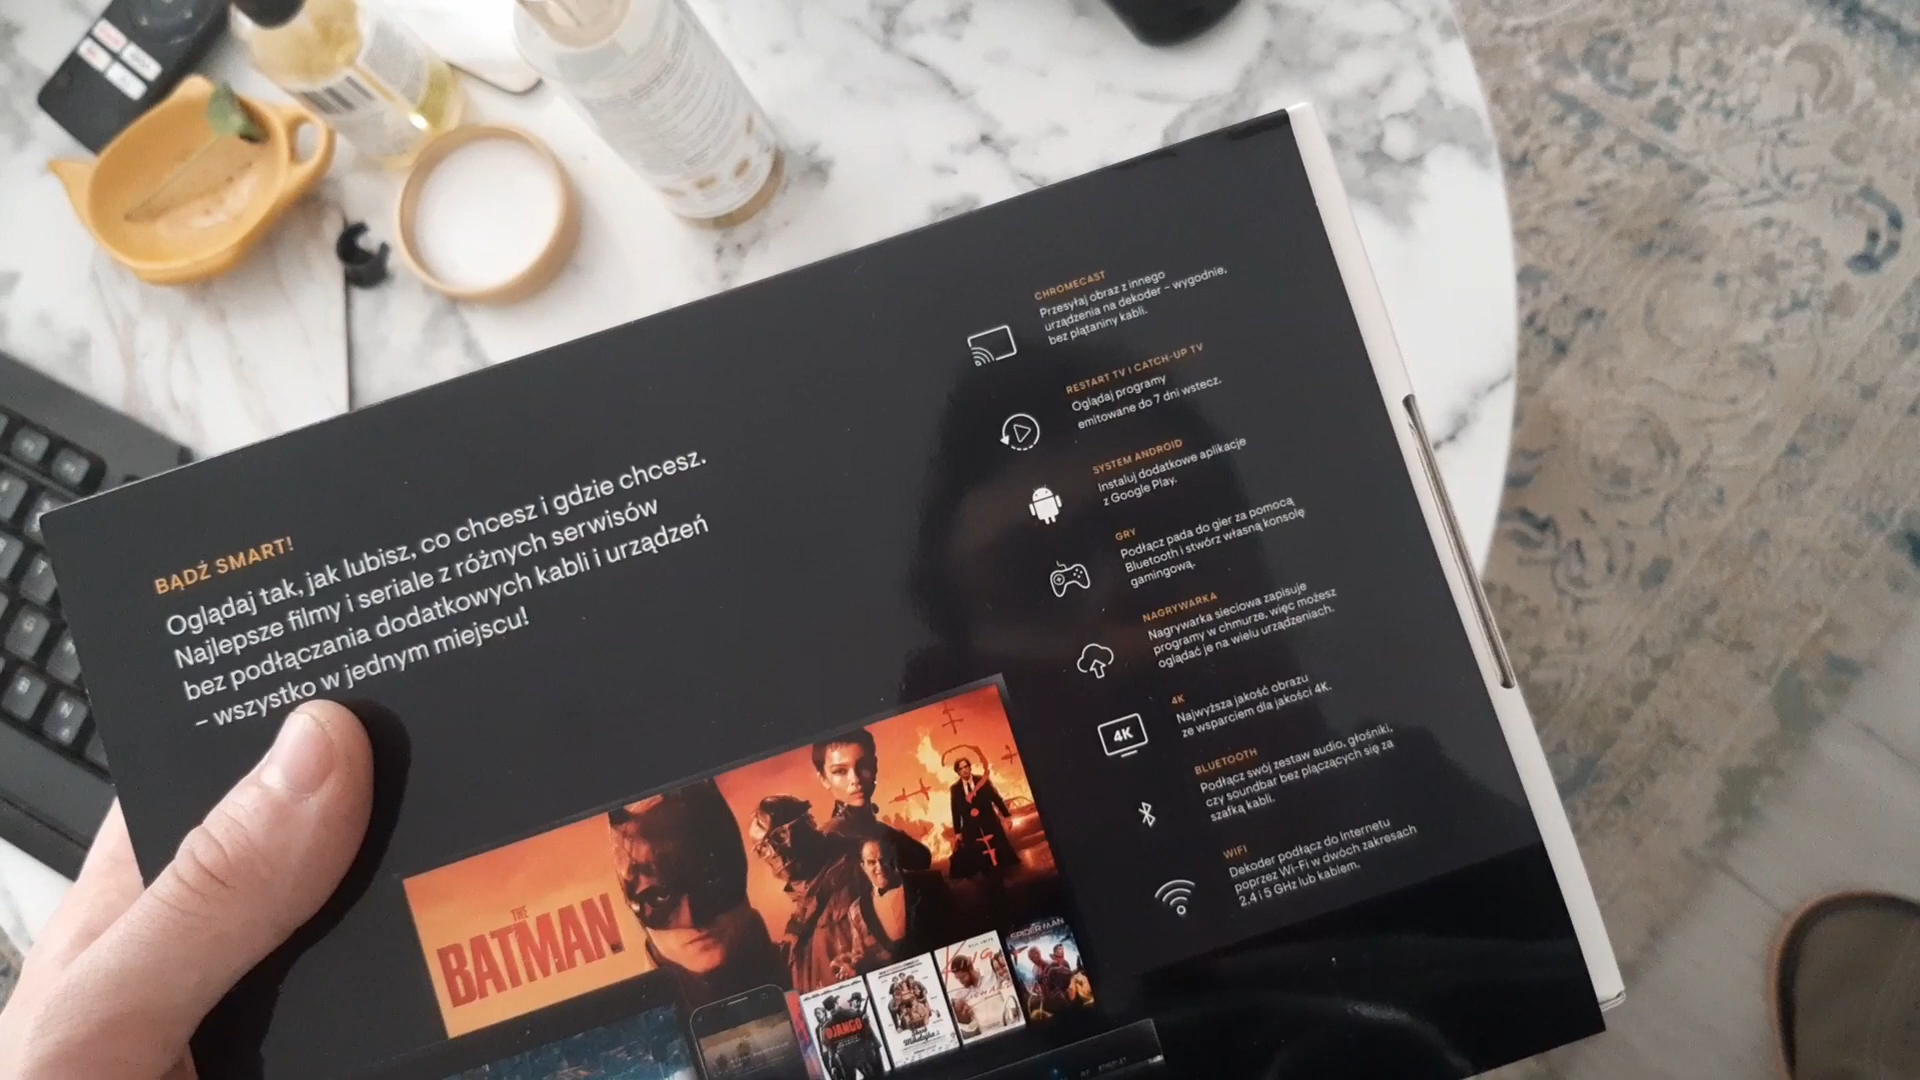 BĄDŹ SMART!
Oglądaj tak, jak lubisz, co chcesz i gdzie chcesz.
Najlepsze filmy i seriale z różnych serwisów
bez podłączania dodatkowych kabli i urządzeń
– wszystko w jednym miejscu!
CHROMECAST
Przesyłaj obraz z innego
urządzenia na dekoder – wygodnie,
bez plątaniny kabli.
RESTART TV I CATCH-UP TV
Oglądaj programy
emitowane do 7 dni wstecz.
SYSTEM ANDROID
Instaluj dodatkowe aplikacje
z Google Play.
GRY
Podłącz pada do gier za pomocą
Bluetooth i stwórz własną konsolę
gamingową.
NAGRYWARKA
Nagrywarka sieciowa zapisuje
programy w chmurze, więc możesz
oglądać je na wielu urządzeniach.
4K
4K
Najwyższa jakość obrazu
ze wsparciem dla jakości 4K.
BLUETOOTH
Podłącz swój zestaw audio, głośniki,
czy soundbar bez plączących się za
szafką kabli.
WIFI
Dekoder podłącz do Internetu
poprzez Wi-Fi w dwóch zakresach
2.4 i 5 GHz lub kablem.
THE
BATMAN
DJANGO
SPIDER-MAN